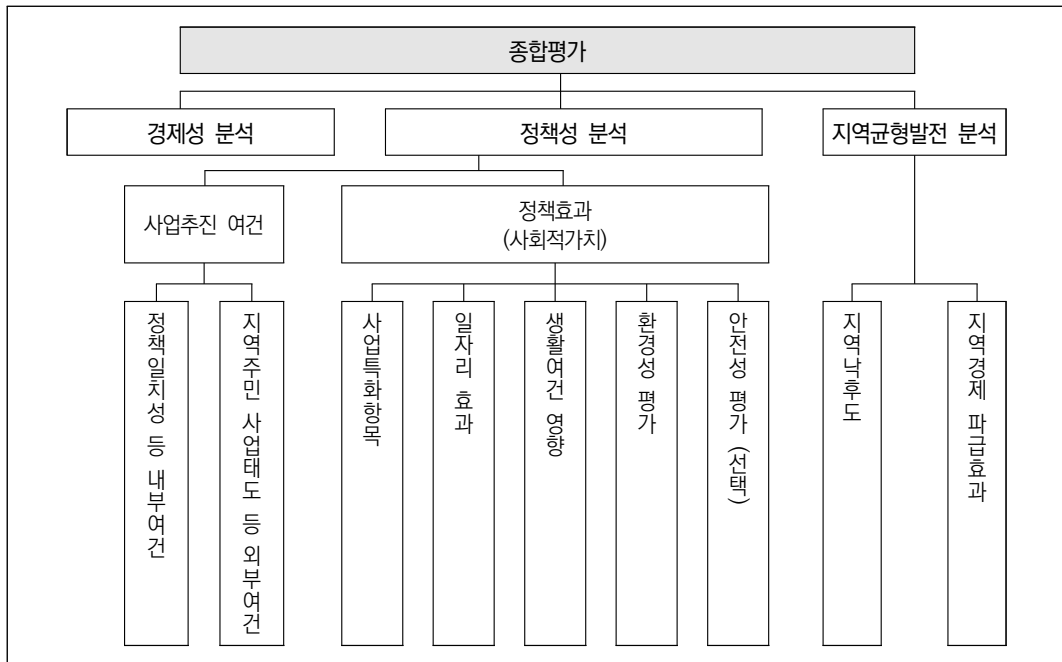 종합평가
경제성 분석
정책성 분석
지역균형발전 분석
사업추진 여건
정책효과
(사회적가치)
정책일치성 등 내부여건
지역주민 사업태도 등 외부여건
사업특화항목
일자리 효과
생활여건 영향
환경성 평가
안전성 평가 (선택)
지역낙후도
지역경제 파급효과